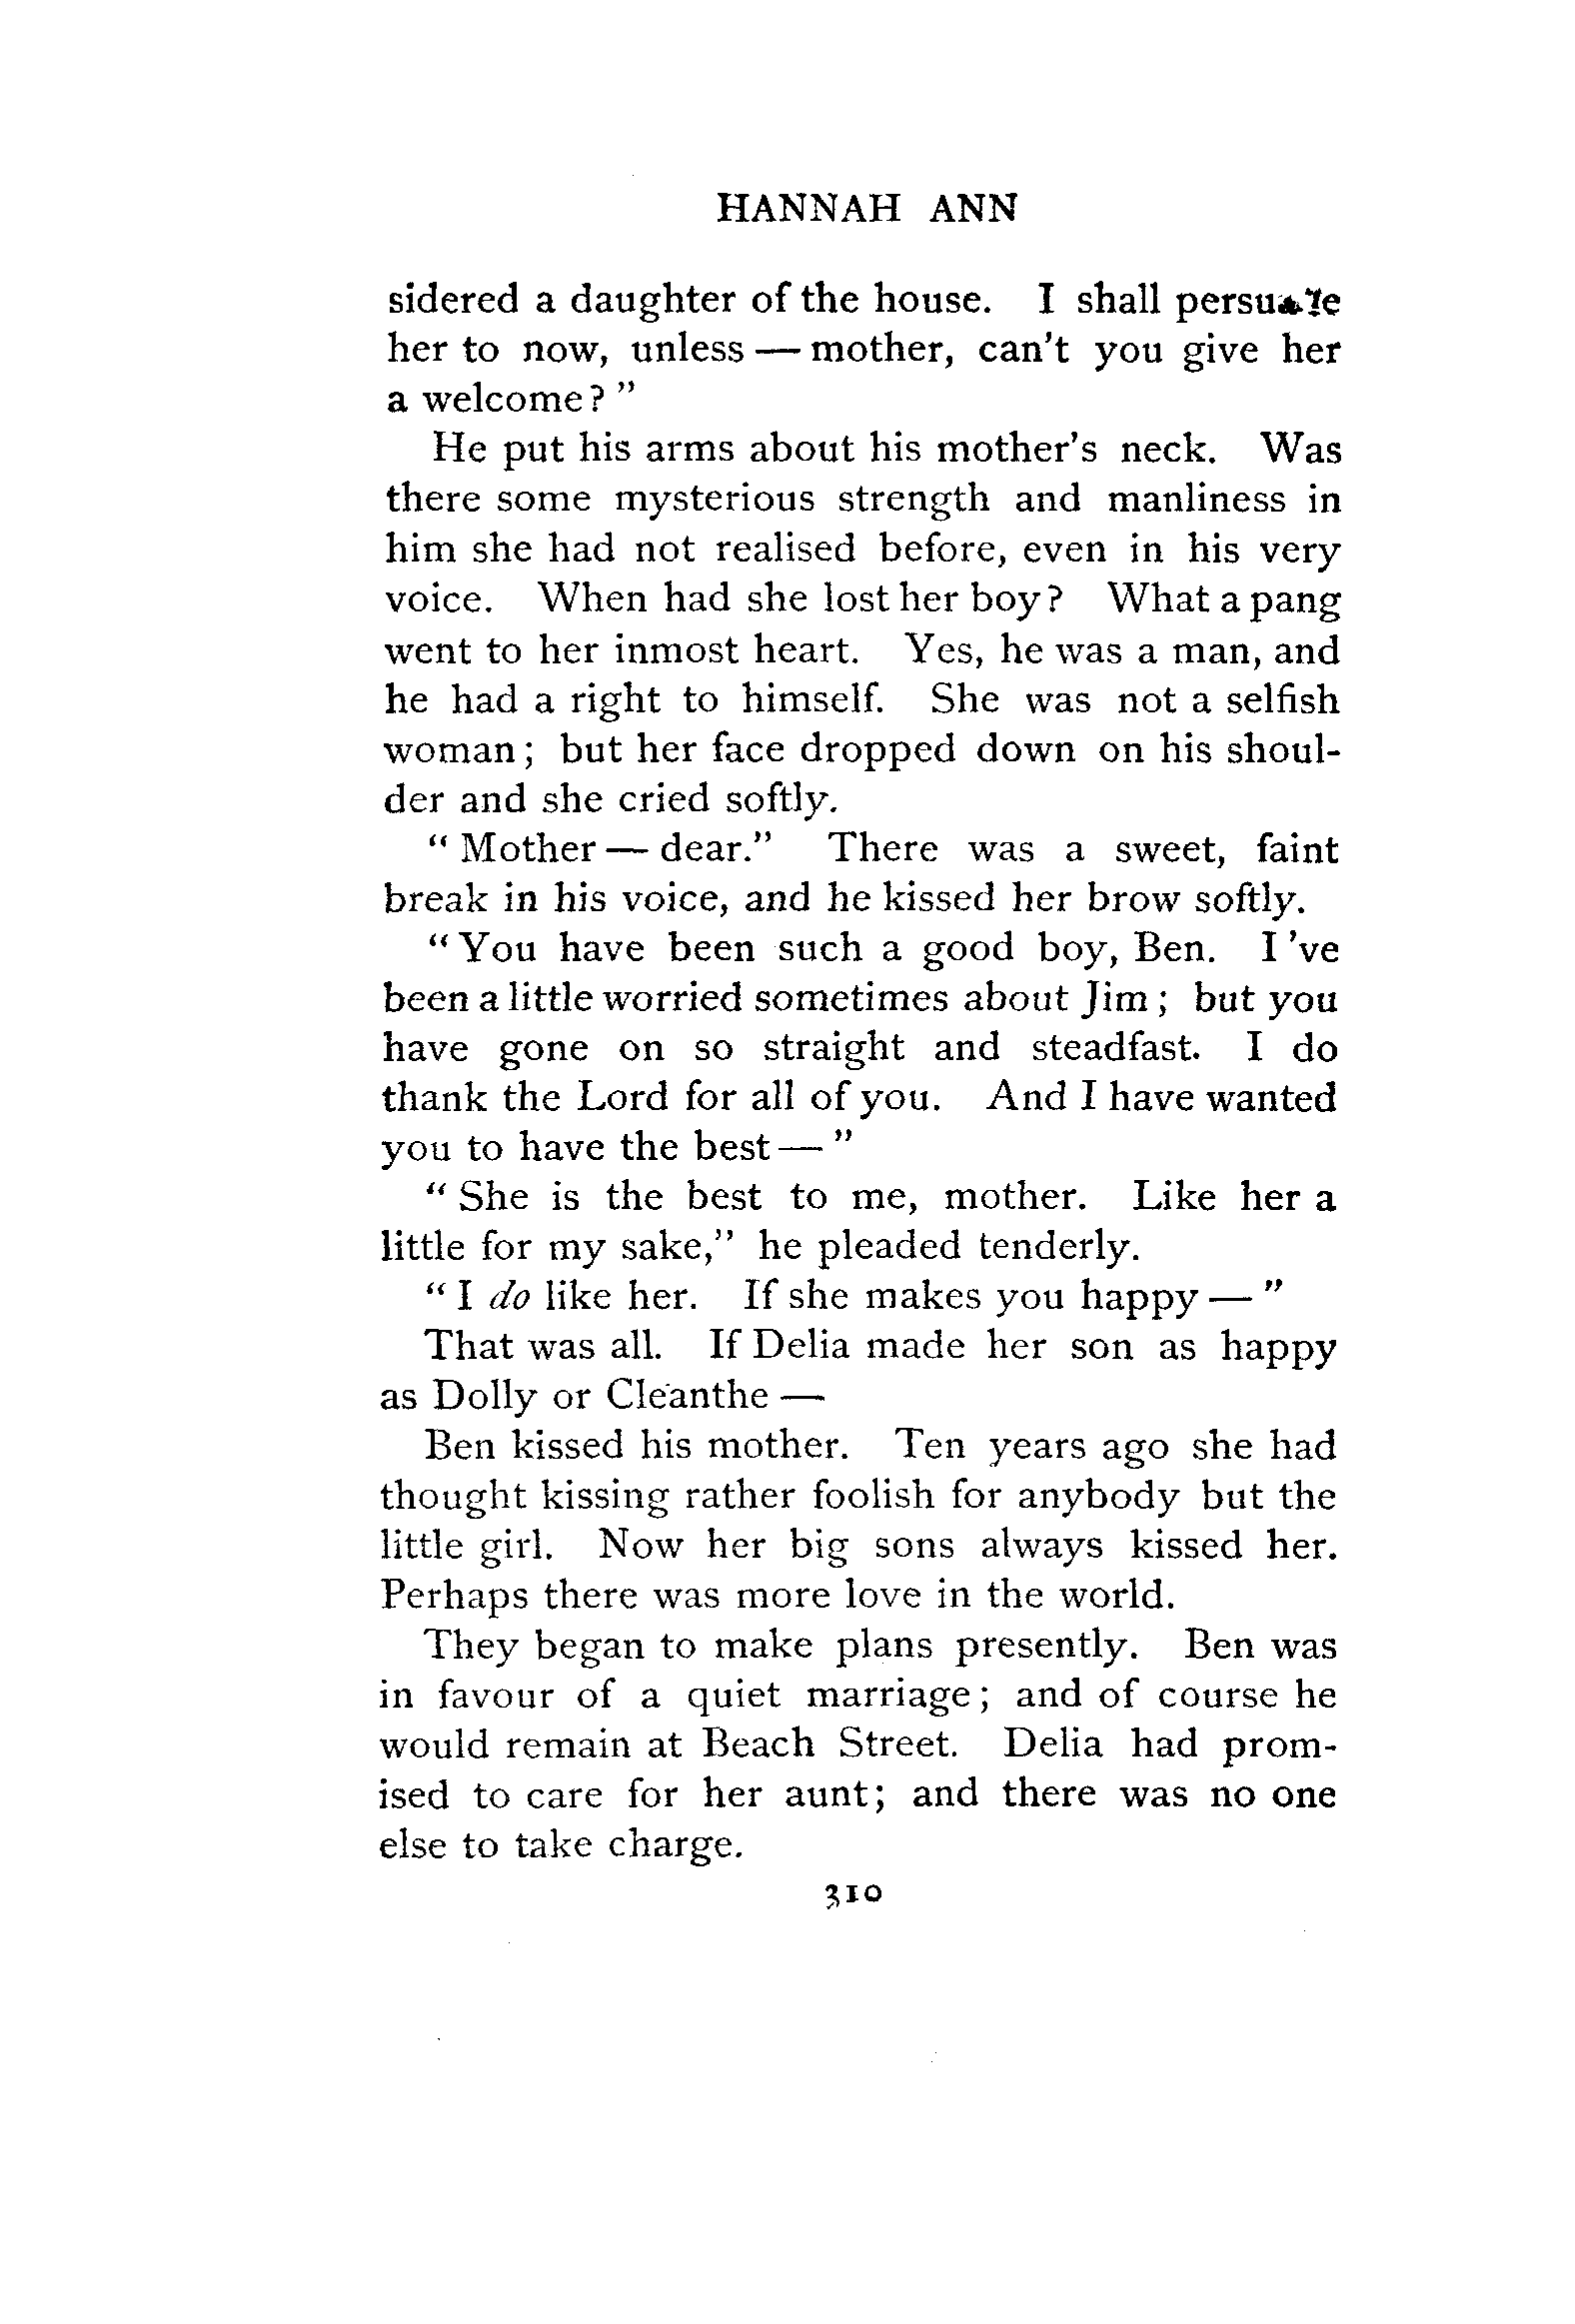 HANNAH ANN
sidered a daughter of the house. I shall persuade
her to now, unless — mother, can't you give her
a welcome? "
He put his arms about his mother's neck. Was
there some mysterious strength and manliness in
him she had not realised before, even in his very
voice. When had she lost her boy? What a pang
went to her inmost heart. Yes, he was a man, and
he had a right to himself. She was not a selfish
woman; but her face dropped down on his shoul-
der and she cried softly.
" Mother — dear." There was a sweet, faint
break in his voice, and he kissed her brow softly.
" You have been such a good boy, Ben. I 've
been a little worried sometimes about Jim; but you
have gone on so straight and steadfast. I do
thank the Lord for all of you. And I have wanted
you to have the best — "
" She is the best to me, mother. Like her a
little for my sake," he pleaded tenderly.
" I do like her. If she makes you happy — "
That was all. If Delia made her son as happy
as Dolly or Cleanthe —
Ben kissed his mother. Ten years ago she had
thought kissing rather foolish for anybody but the
little girl. Now her big sons always kissed her.
Perhaps there was more love in the world.
They began to make plans presently. Ben was
in favour of a quiet marriage; and of course he
would remain at Beach Street. Delia had prom-
ised to care for her aunt; and there was no one
else to take charge.
310